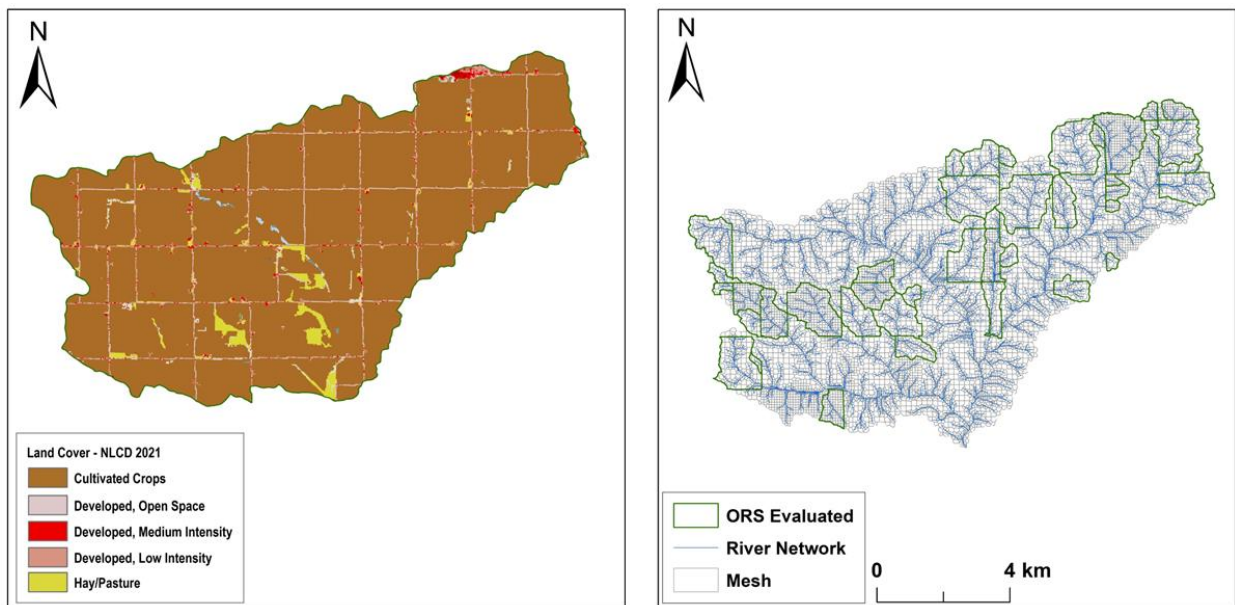 N
Land Cover - NLCD 2021
Cultivated Crops
Developed, Open Space
Developed, Medium Intensity
Developed, Low Intensity
Hay/Pasture
N
ORS Evaluated
River Network
Mesh
0 4 km